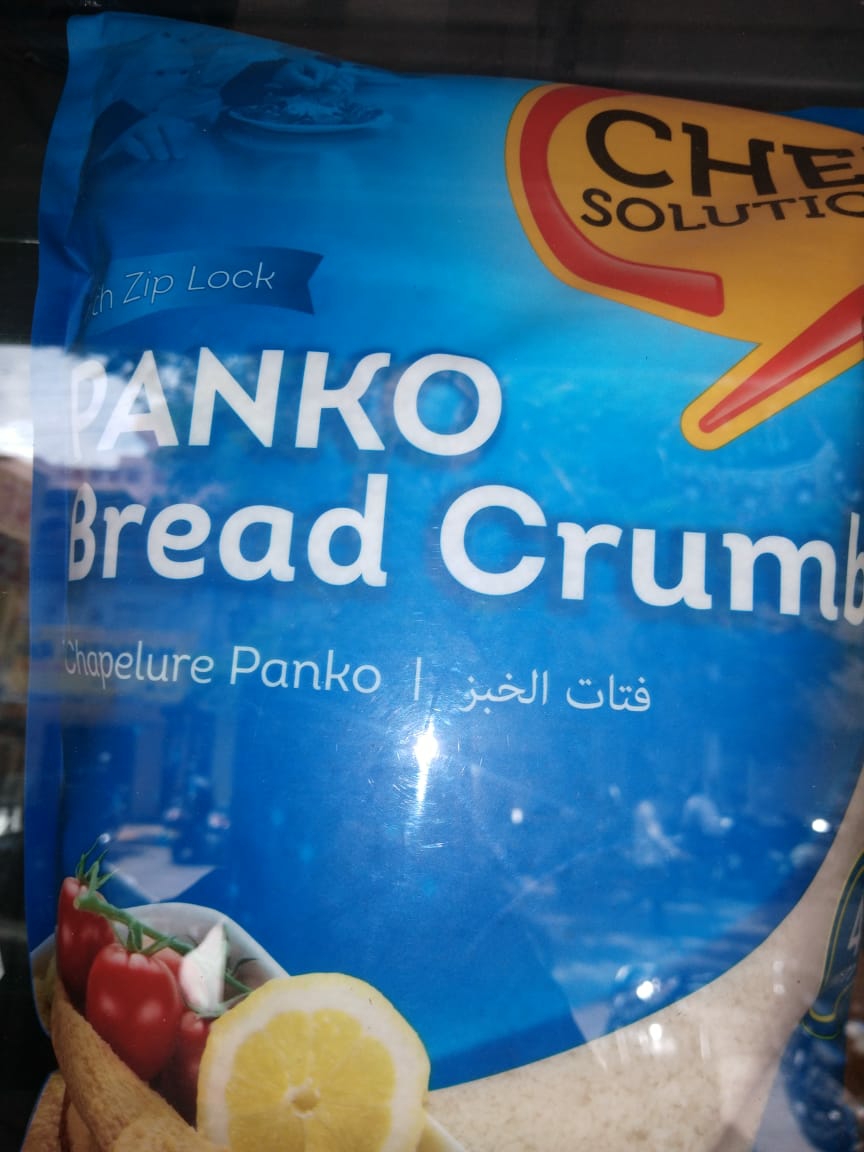 CHE
SOLUTIO
Zip Lock
PANKO
Bread Crumb
Chapelure Panko | فتات الخبز